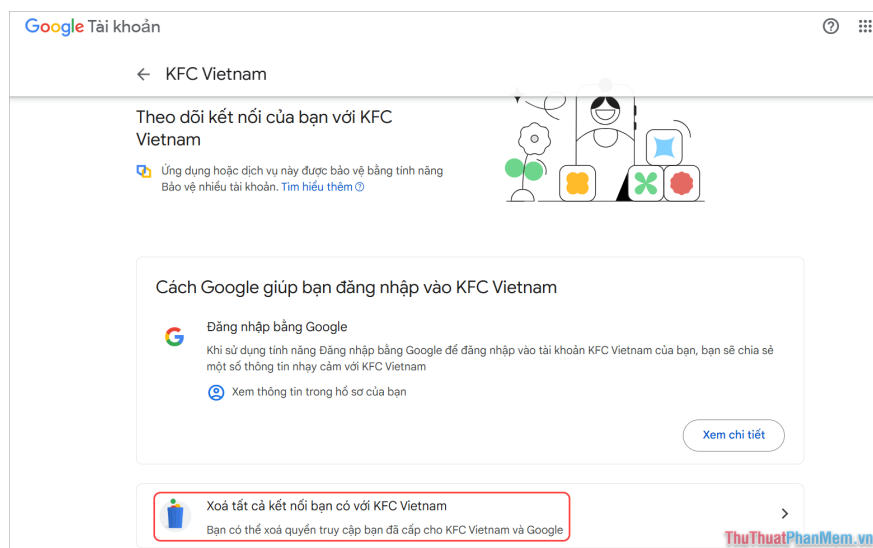 Google Tài khoản
KFC Vietnam
Theo dõi kết nối của bạn với KFC
Vietnam
Ứng dụng hoặc dịch vụ này được bảo vệ bằng tính năng
Bảo vệ nhiều tài khoản. Tìm hiểu thêm
Cách Google giúp bạn đăng nhập vào KFC Vietnam
Đăng nhập bằng Google
Khi sử dụng tính năng Đăng nhập bằng Google để đăng nhập vào tài khoản KFC Vietnam của bạn, bạn sẽ chia sẻ
một số thông tin nhạy cảm với KFC Vietnam
Xem thông tin trong hồ sơ của bạn
Xem chi tiết
Xoá tất cả kết nối bạn có với KFC Vietnam
Bạn có thể xoá quyền truy cập bạn đã cấp cho KFC Vietnam và Google
ThuThuatPhanMem.vn